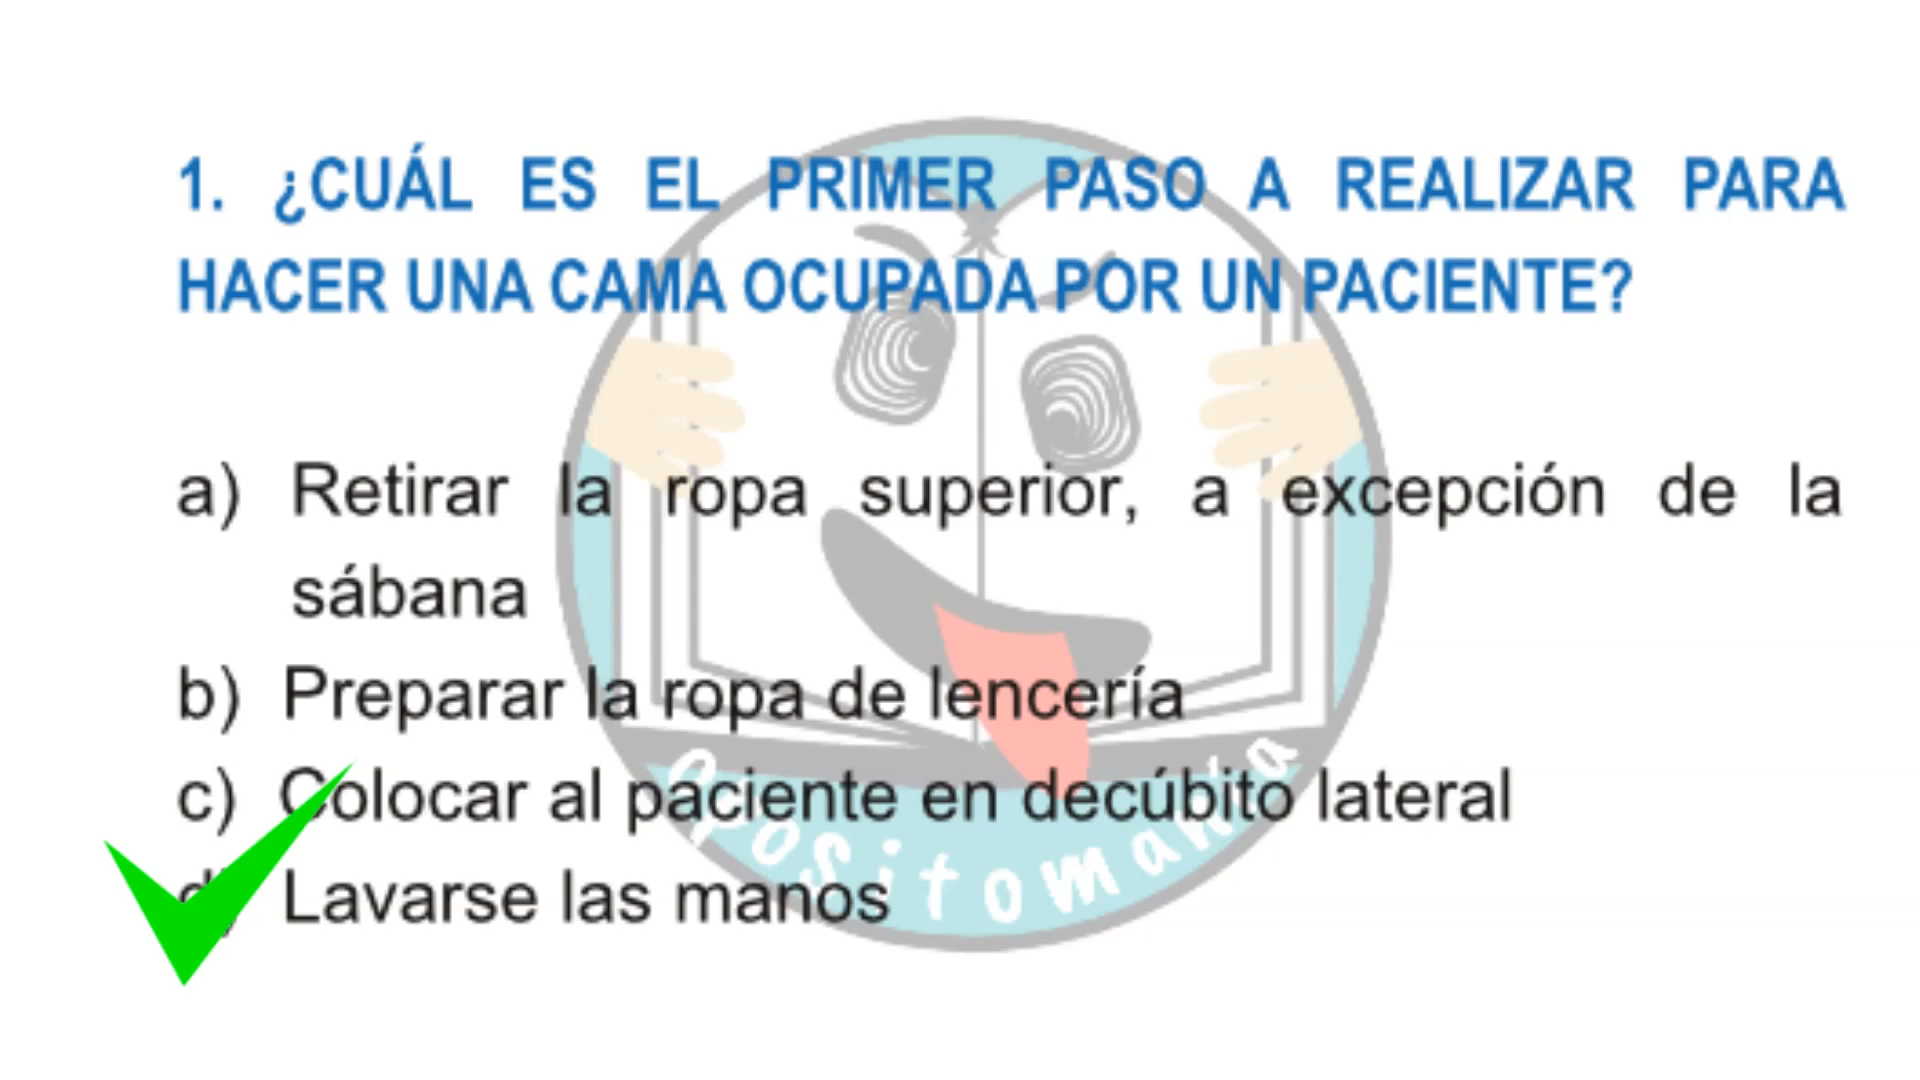 1. ¿CUÁL ES EL PRIMER PASO A REALIZAR PARA
HACER UNA CAMA OCUPADA POR UN PACIENTE?
a) Retirar la ropa superior, a excepción de la
sábana
b) Preparar la ropa de lencería
c) Colocar al paciente en decúbito lateral
d) Lavarse las manos
opositomanía